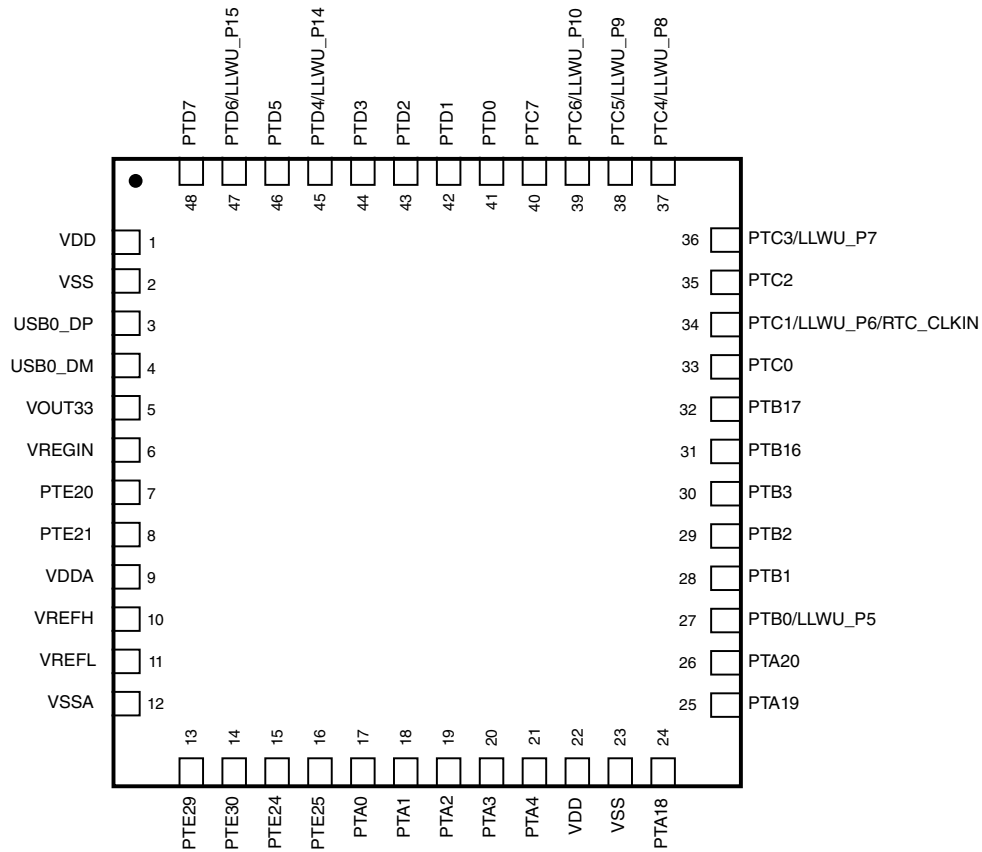 PTD7
PTD6/LLWU_P15
PTD5
PTD4/LLWU_P14
PTD3
PTD2
PTD1
PTD0
PTC7
PTC6/LLWU_P10
PTC5/LLWU_P9
PTC4/LLWU_P8
48
47
46
45
44
43
42
41
40
39
38
37
VDD 1
VSS 2
USB0_DP 3
USB0_DM 4
VOUT33 5
VREGIN 6
PTE20 7
PTE21 8
VDDA 9
VREFH 10
VREFL 11
VSSA 12
36 PTC3/LLWU_P7
35 PTC2
34 PTC1/LLWU_P6/RTC_CLKIN
33 PTC0
32 PTB17
31 PTB16
30 PTB3
29 PTB2
28 PTB1
27 PTB0/LLWU_P5
26 PTA20
25 PTA19
13
14
15
16
17
18
19
20
21
22
23
24
PTE29
PTE30
PTE24
PTE25
PTA0
PTA1
PTA2
PTA3
PTA4
VDD
VSS
PTA18